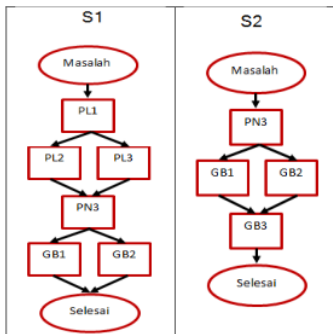 S1
Masalah
PL1
PL2 PL3
PN3
GB1 GB2
Selesai
S2
Masalah
PN3
GB1 GB2
GB3
Selesai